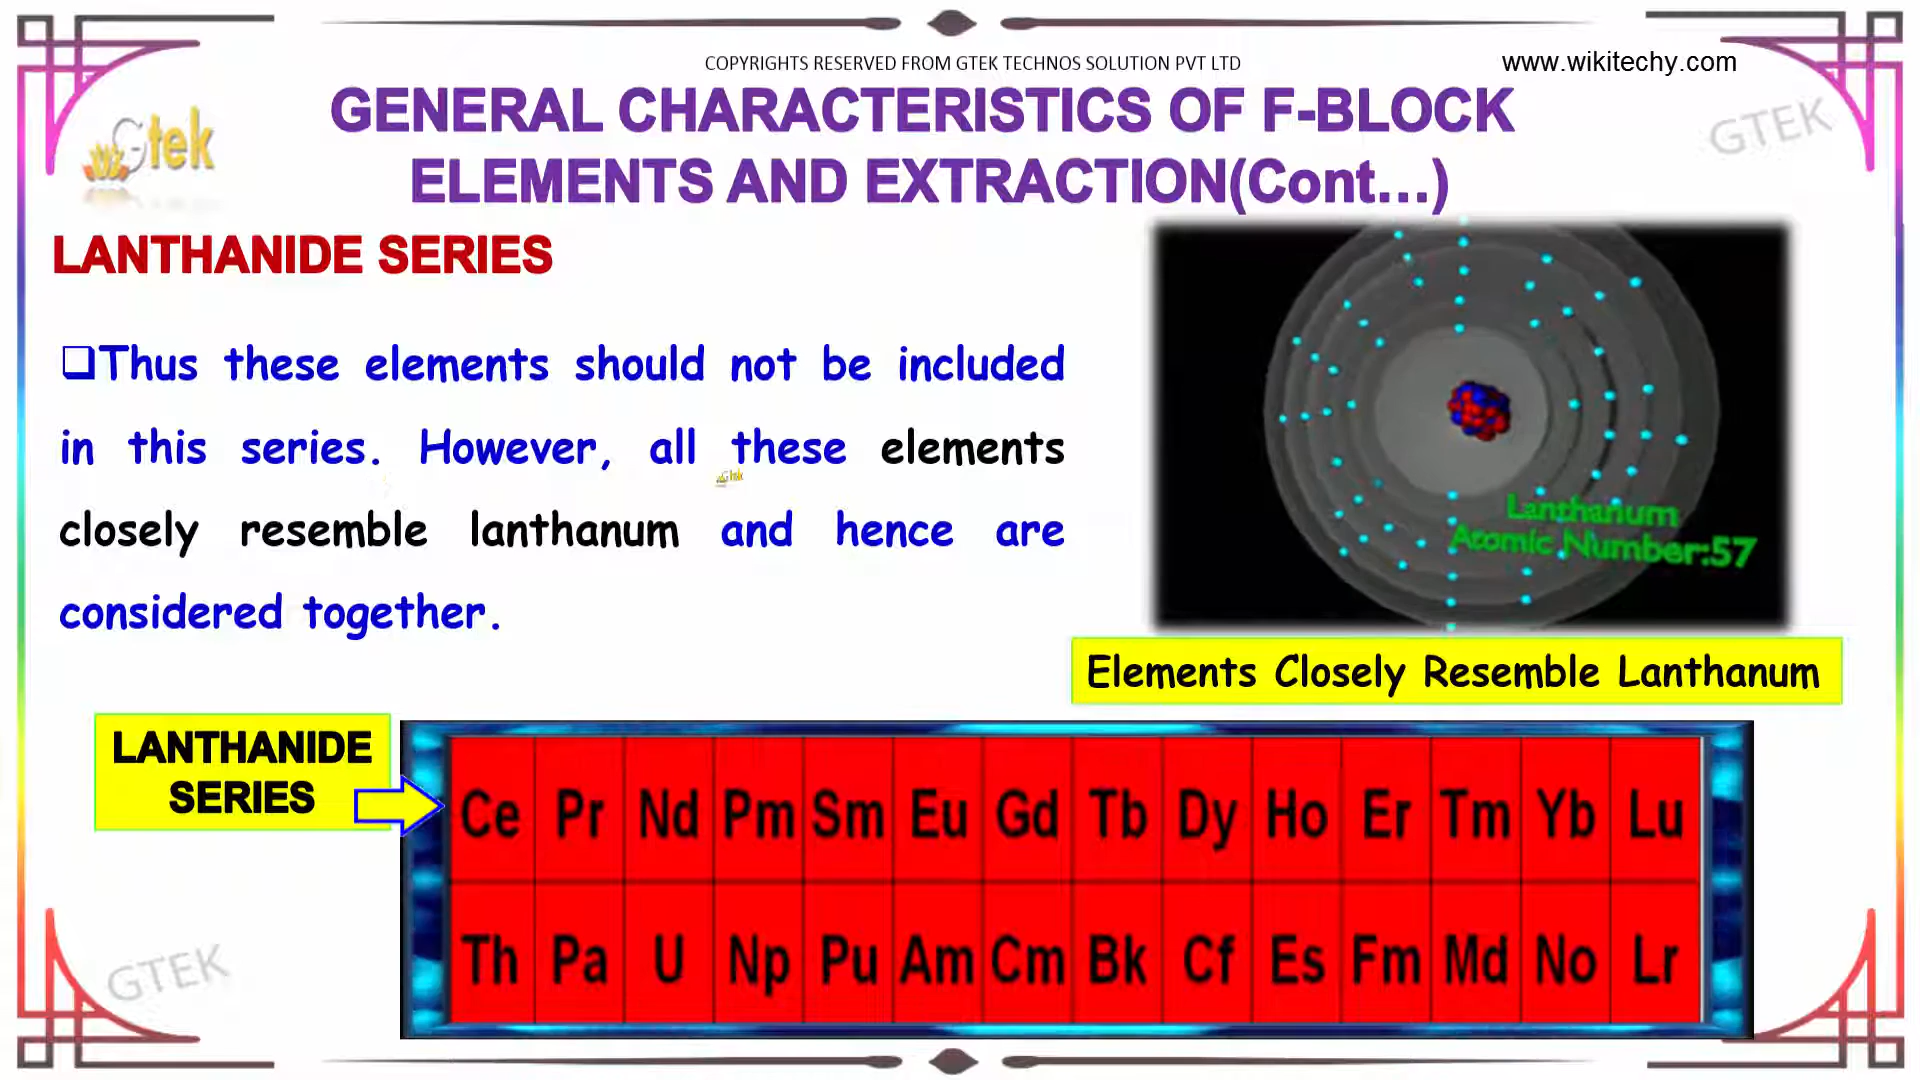 COPYRIGHTS RESERVED FROM GTEK TECHNOS SOLUTION PVT LTD
www.wikitechy.com
Gtek
GENERAL CHARACTERISTICS OF F-BLOCK
ELEMENTS AND EXTRACTION(Cont...)
GTEK
LANTHANIDE SERIES
❑Thus these elements should not be included
in this series. However, all these elements
closely resemble lanthanum and hence are
considered together.
Gtek
Lanthanum
Atomic Number:57
Elements Closely Resemble Lanthanum
LANTHANIDE
SERIES
Ce Pr Nd Pm Sm Eu Gd Tb Dy Ho Er Tm Yb Lu
Th Pa U Np Pu Am Cm Bk Cf Es Fm Md No Lr
GTEK